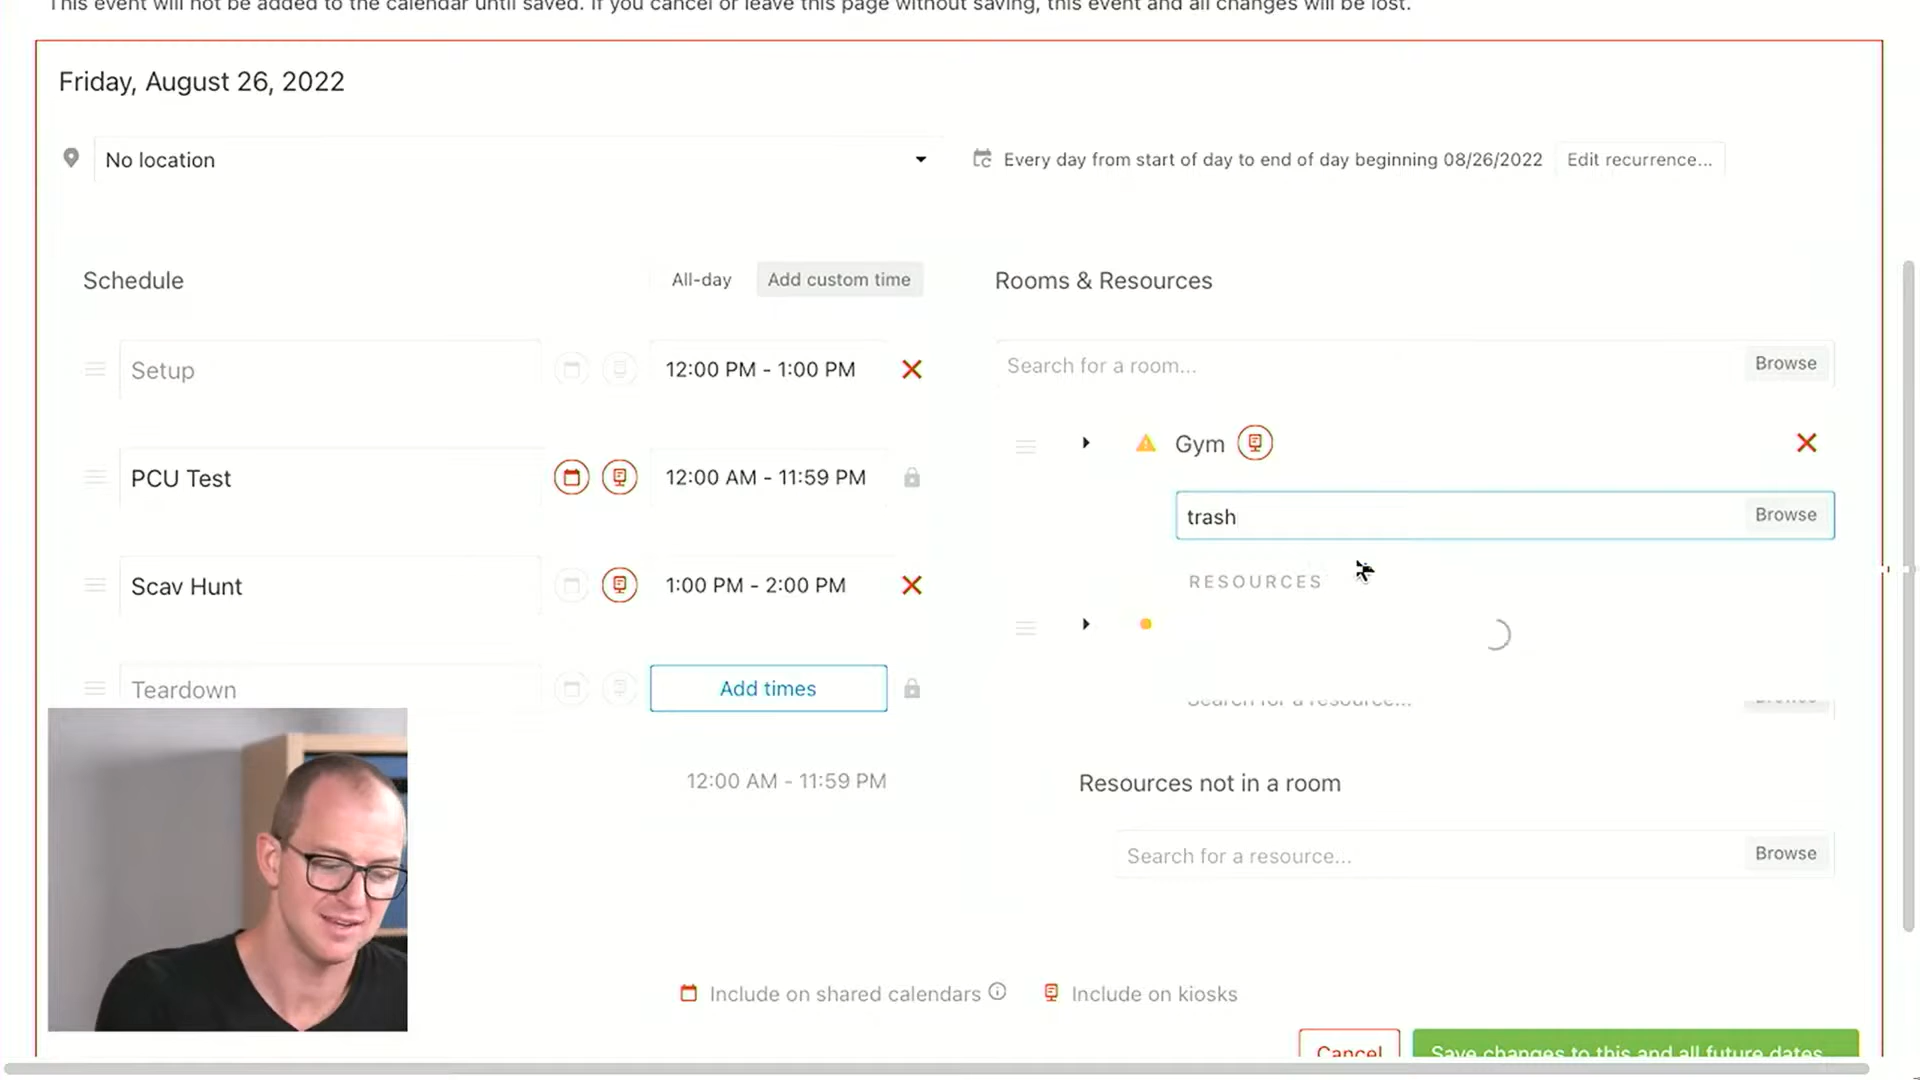 This event will not be added to the calendar until saved. If you cancel or leave this page without saving, this event and all changes will be lost.
Friday, August 26, 2022
No location
Every day from start of day to end of day beginning 08/26/2022
Edit recurrence...
Schedule
All-day
Add custom time
Setup
12:00 PM - 1:00 PM
PCU Test
12:00 AM - 11:59 PM
Scav Hunt
1:00 PM - 2:00 PM
Teardown
Add times
12:00 AM - 11:59 PM
Rooms & Resources
Search for a room...
Browse
Gym
trash
Browse
RESOURCES
Search for a resource...
Browse
Resources not in a room
Search for a resource...
Browse
Include on shared calendars
Include on kiosks
Cancel
Save changes to this and all future dates